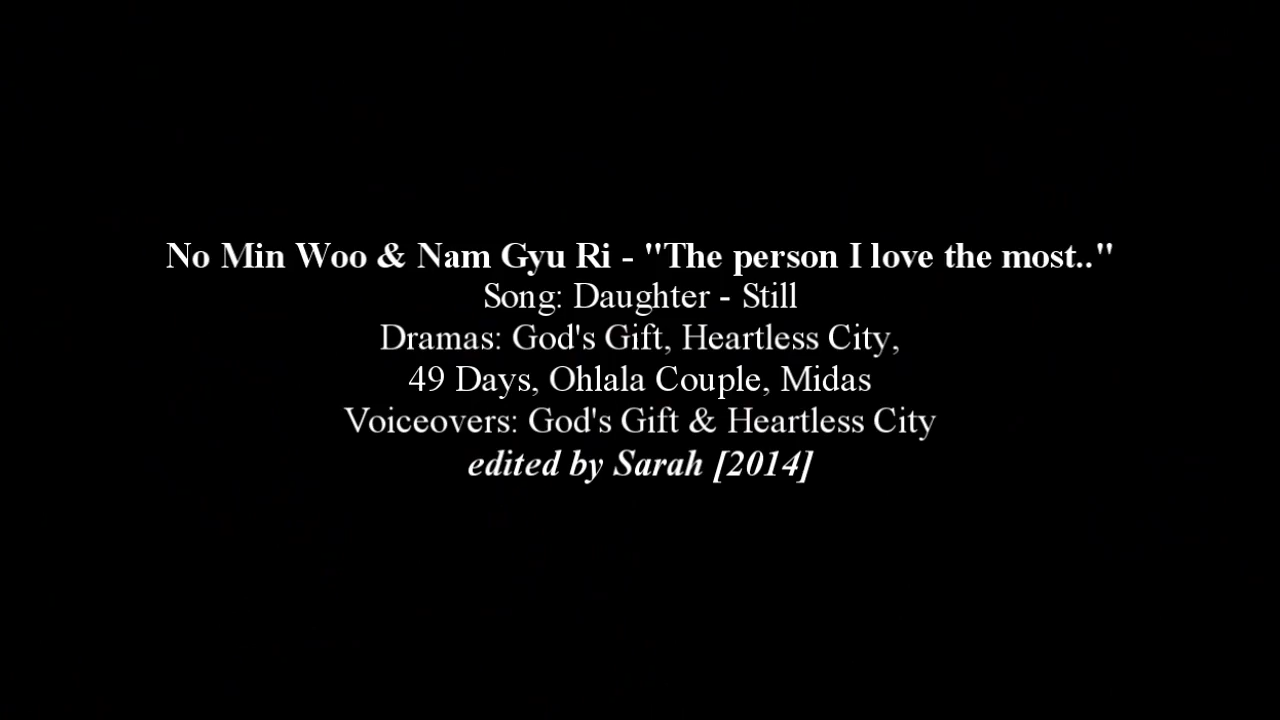 No Min Woo & Nam Gyu Ri - "The person I love the most.."
Song: Daughter - Still
Dramas: God's Gift, Heartless City,
49 Days, Ohlala Couple, Midas
Voiceovers: God's Gift & Heartless City
edited by Sarah [2014]